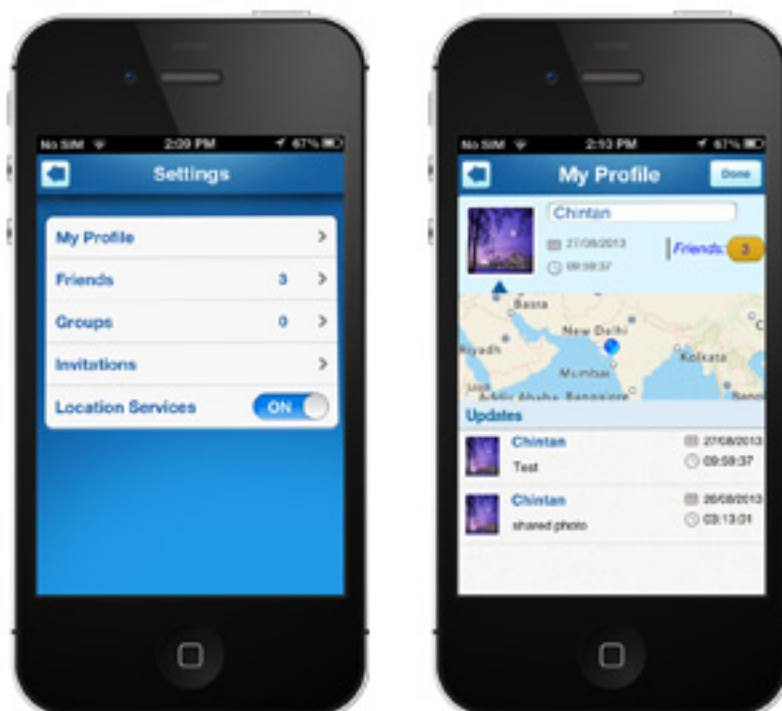 No SIM 2:09 PM 67%
Settings
My Profile
Friends 3
Groups 0
Invitations
Location Services ON
No SIM 2:10 PM 67%
My Profile Done
Chintan
27/08/2013
Friends: 3
09:59:37
Basra
New Delhi
Riyadh
Kolkata
Mumbai
Addis Ababa Bangalore
Updates
Chintan 27/08/2013
Test 09:59:37
Chintan 26/08/2013
shared photo 03:13:01